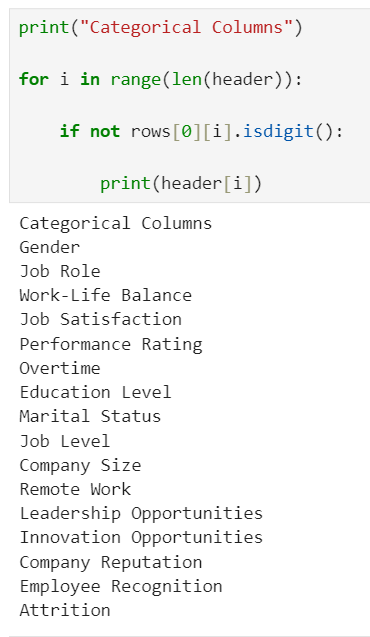 print("Categorical Columns")
for i in range(len(header)):
    if not rows[0][i].isdigit():
        print(header[i])
Categorical Columns
Gender
Job Role
Work-Life Balance
Job Satisfaction
Performance Rating
Overtime
Education Level
Marital Status
Job Level
Company Size
Remote Work
Leadership Opportunities
Innovation Opportunities
Company Reputation
Employee Recognition
Attrition